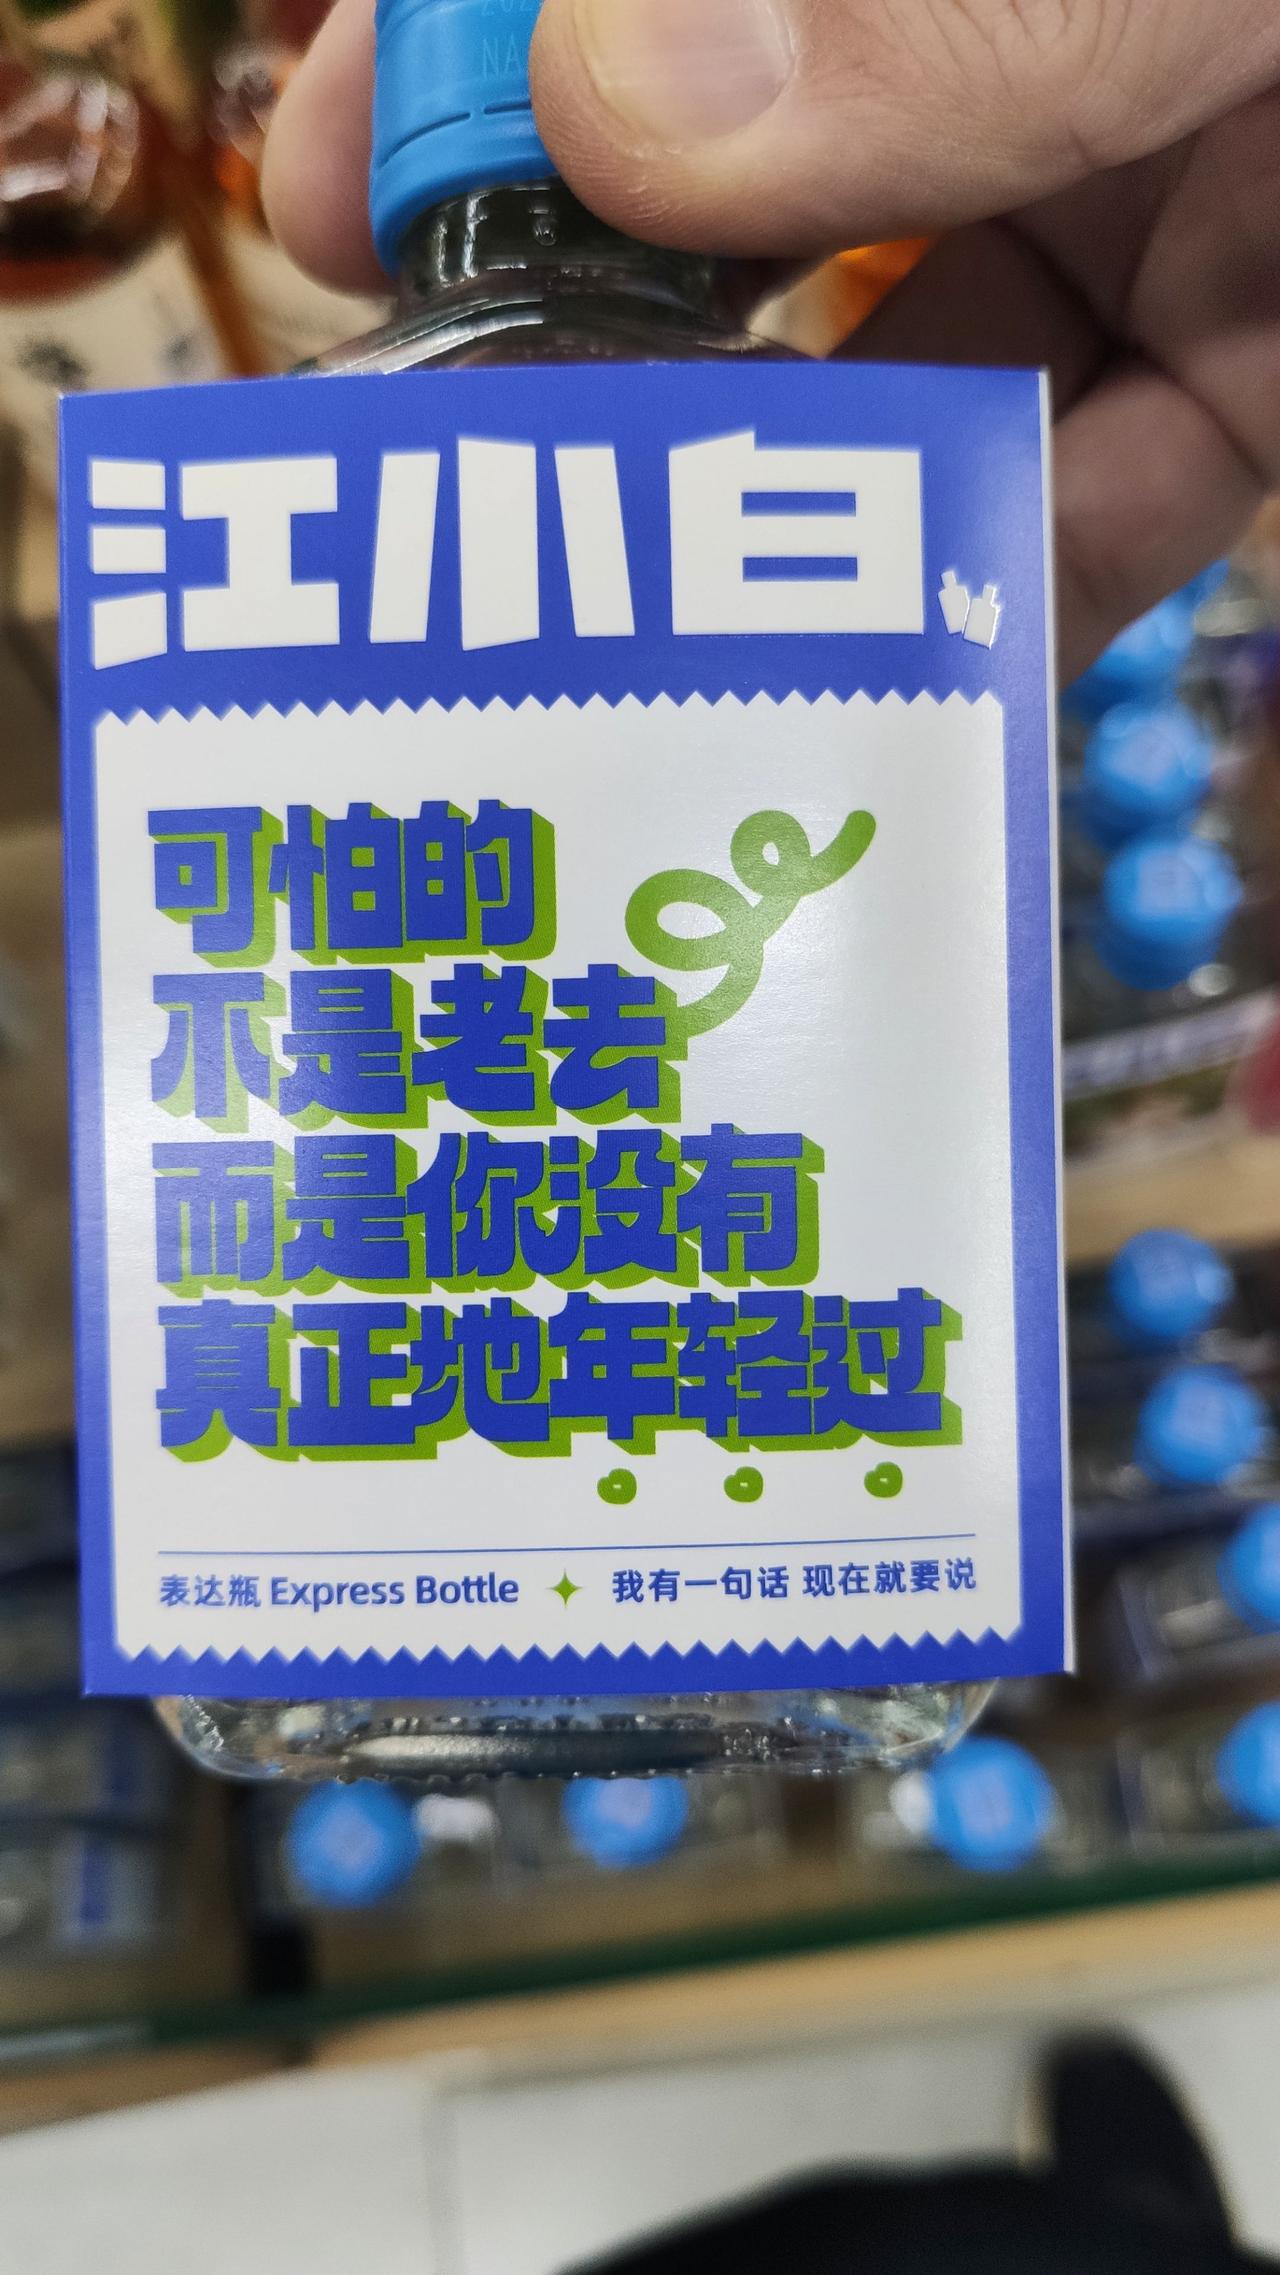 江小白
可怕的
不是老去
而是你没有
真正地年轻过
表达瓶 Express Bottle 我有一句话 现在就要说